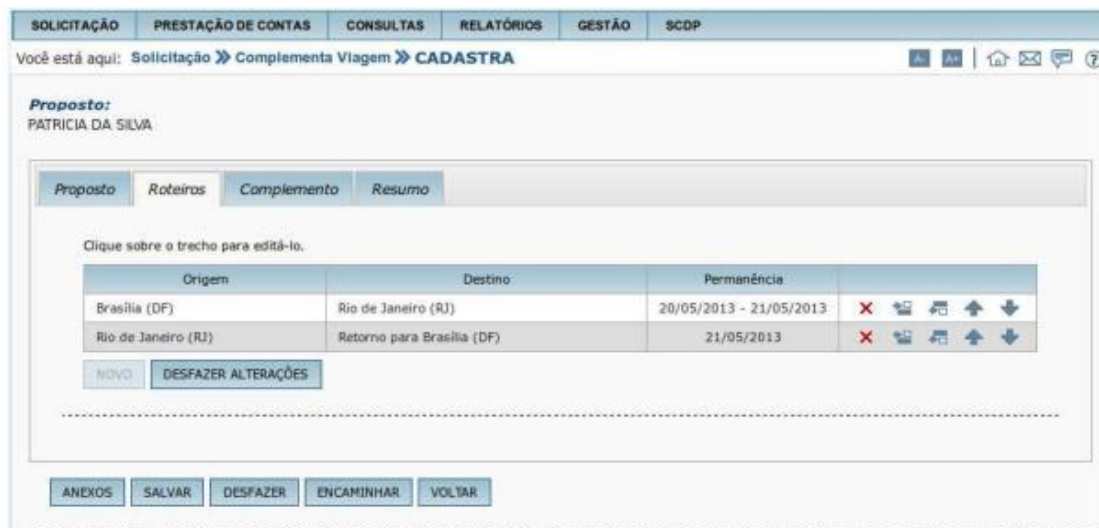 SOLICITAÇÃO PRESTAÇÃO DE CONTAS CONSULTAS RELATÓRIOS GESTÃO SCDP
Você está aqui: Solicitação >> Complementa Viagem >> CADASTRA A- A+ ?
Proposto:
PATRICIA DA SILVA
Proposto Roteiros Complemento Resumo
Clique sobre o trecho para editá-lo.
Origem Destino Permanência
Brasília (DF) Rio de Janeiro (RJ) 20/05/2013 - 21/05/2013
Rio de Janeiro (RJ) Retorno para Brasília (DF) 21/05/2013
NOVO DESFAZER ALTERAÇÕES
ANEXOS SALVAR DESFAZER ENCAMINHAR VOLTAR